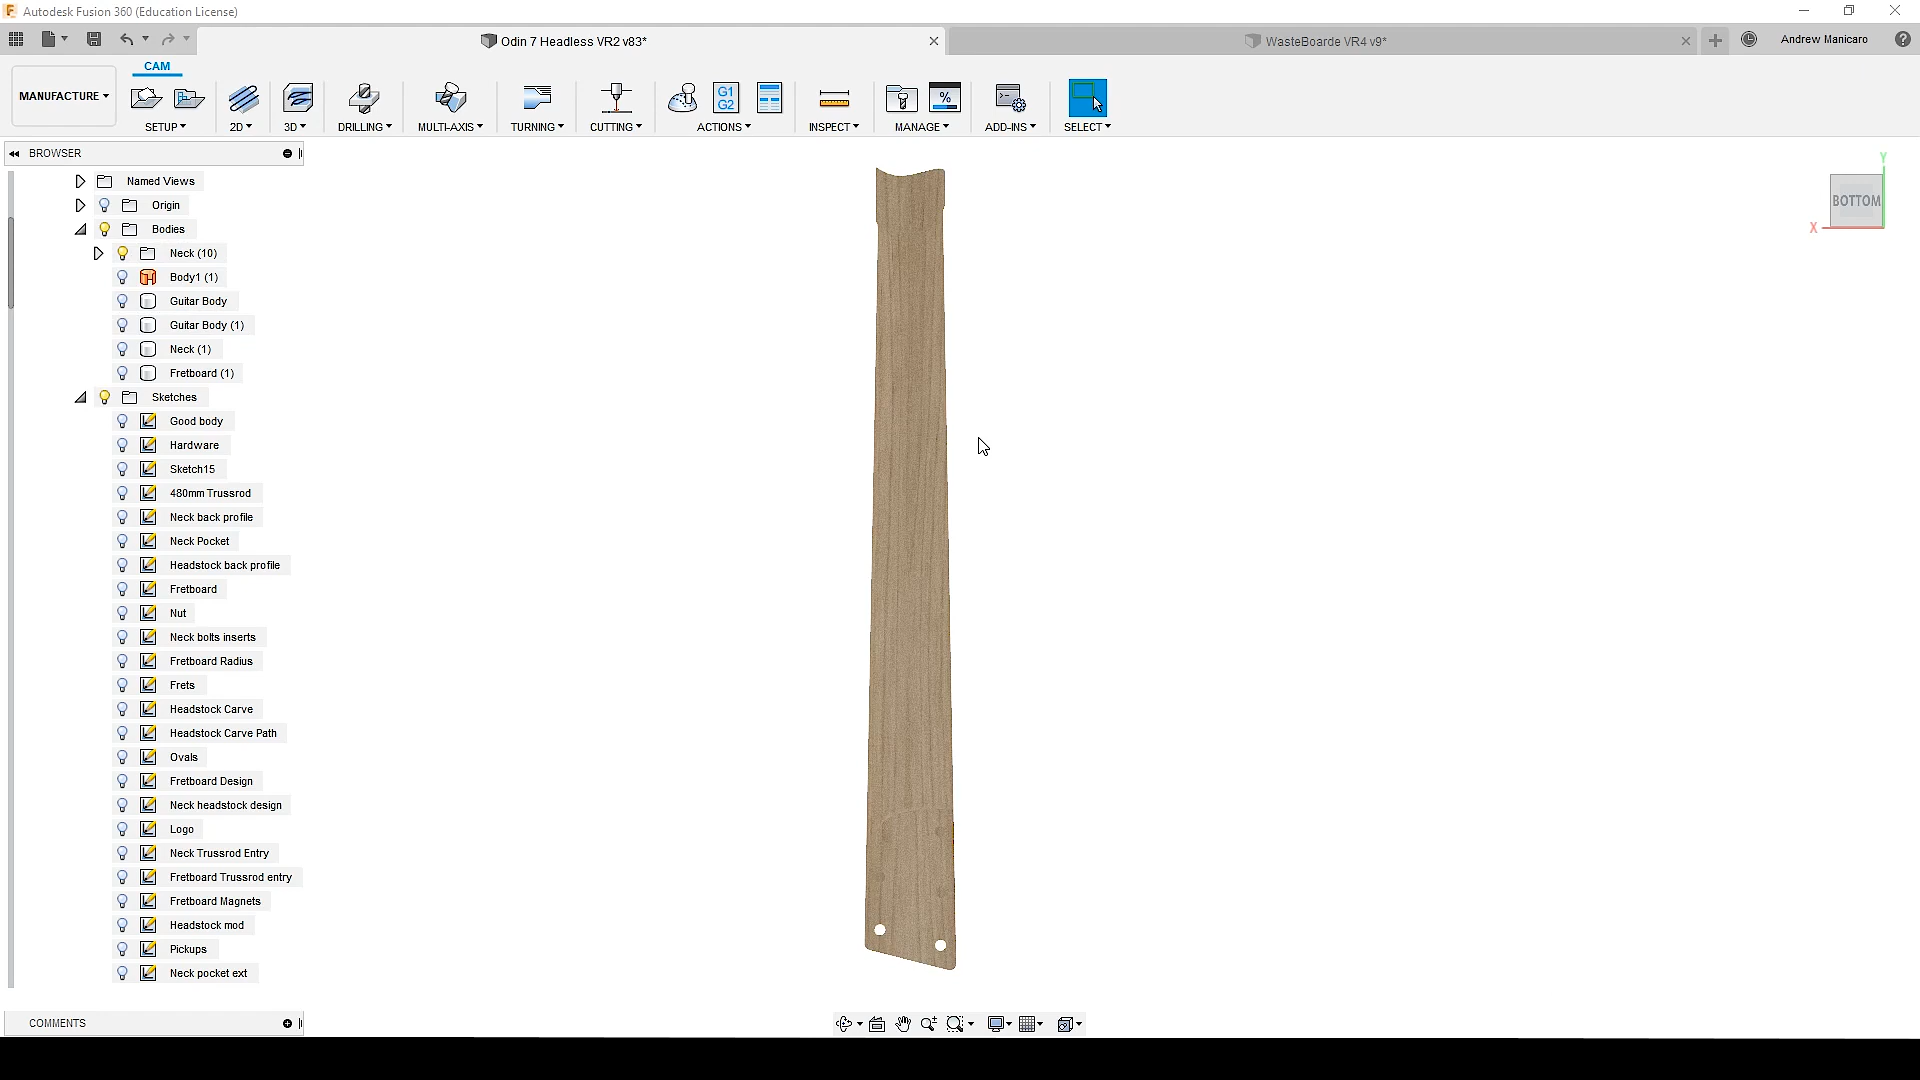 Autodesk Fusion 360 (Education License)
Odin 7 Headless VR2 v83*
WasteBoarde VR4 v9*
Andrew Manicaro
CAM
MANUFACTURE
SETUP
2D
3D
DRILLING
MULTI-AXIS
TURNING
CUTTING
G1
G2
ACTIONS
INSPECT
%
MANAGE
ADD-INS
SELECT
BROWSER
Named Views
Origin
Bodies
Neck (10)
Body1 (1)
Guitar Body
Guitar Body (1)
Neck (1)
Fretboard (1)
Sketches
Good body
Hardware
Sketch15
480mm Trussrod
Neck back profile
Neck Pocket
Headstock back profile
Fretboard
Nut
Neck bolts inserts
Fretboard Radius
Frets
Headstock Carve
Headstock Carve Path
Ovals
Fretboard Design
Neck headstock design
Logo
Neck Trussrod Entry
Fretboard Trussrod entry
Fretboard Magnets
Headstock mod
Pickups
Neck pocket ext
COMMENTS
Y
BOTTOM
X